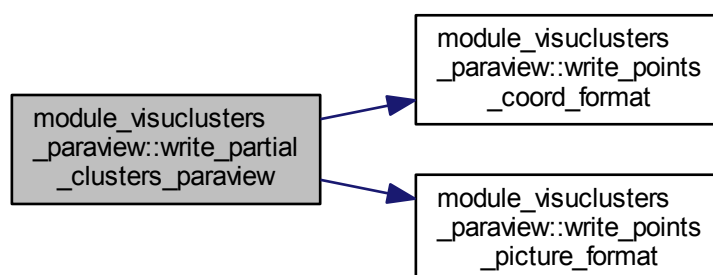 module_visuclusters
_paraview::write_partial
_clusters_paraview
module_visuclusters
_paraview::write_points
_coord_format
module_visuclusters
_paraview::write_points
_picture_format